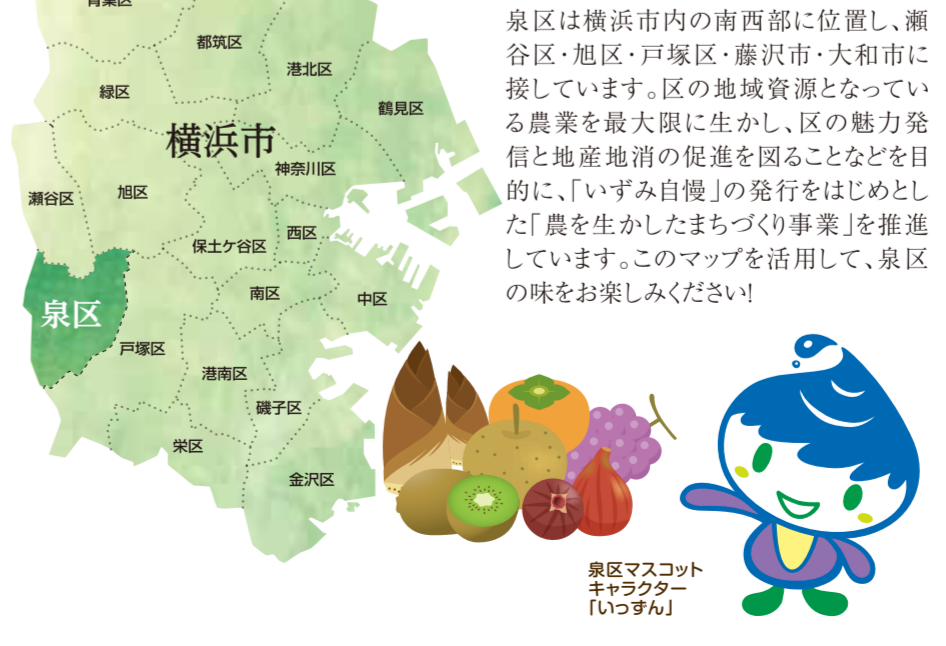 青葉区
都筑区
港北区
緑区
鶴見区
横浜市
神奈川区
瀬谷区
旭区
西区
保土ケ谷区
泉区
南区
中区
戸塚区
港南区
磯子区
栄区
金沢区
泉区は横浜市内の南西部に位置し、瀬
谷区・旭区・戸塚区・藤沢市・大和市に
接しています。区の地域資源となってい
る農業を最大限に生かし、区の魅力発
信と地産地消の促進を図ることなどを目
的に、「いずみ自慢」の発行をはじめとし
た「農を生かしたまちづくり事業」を推進
しています。このマップを活用して、泉区
の味をお楽しみください!
泉区マスコット
キャラクター
「いっずん」